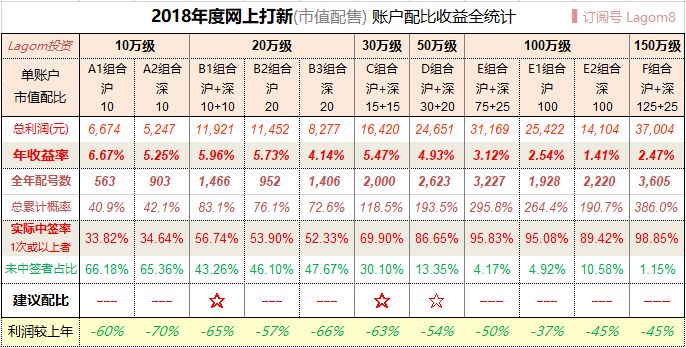 2018年度网上打新(市值配售) 账户配比收益全统计 订阅号 Lagom8
Lagom投资 10万级 20万级 30万级 50万级 100万级 150万级
单账户 A1组合 A2组合 B1组合 B2组合 B3组合 C组合 D组合 E组合 E1组合 E2组合 F组合
市值配比 沪 深 沪+深 沪 深 沪+深 沪+深 沪+深 沪 深 沪+深
10 10 10+10 20 20 15+15 30+20 75+25 100 100 125+25
总利润(元) 6,674 5,247 11,921 11,452 8,277 16,420 24,651 31,169 25,422 14,104 37,004
年收益率 6.67% 5.25% 5.96% 5.73% 4.14% 5.47% 4.93% 3.12% 2.54% 1.41% 2.47%
全年配号数 563 903 1,466 952 1,406 2,000 2,623 3,227 1,928 2,220 3,605
总累计概率 40.9% 42.1% 83.1% 76.1% 72.6% 118.5% 193.5% 295.8% 264.4% 190.7% 386.0%
实际中签率 33.82% 34.64% 56.74% 53.90% 52.33% 69.90% 86.65% 95.83% 95.08% 89.42% 98.85%
1次或以上者
未中签者占比 66.18% 65.36% 43.26% 46.10% 47.67% 30.10% 13.35% 4.17% 4.92% 10.58% 1.15%
建议配比 --- --- ☆ --- --- ☆ ☆ --- --- --- ---
利润较上年 -60% -70% -65% -57% -66% -63% -54% -50% -37% -45% -45%